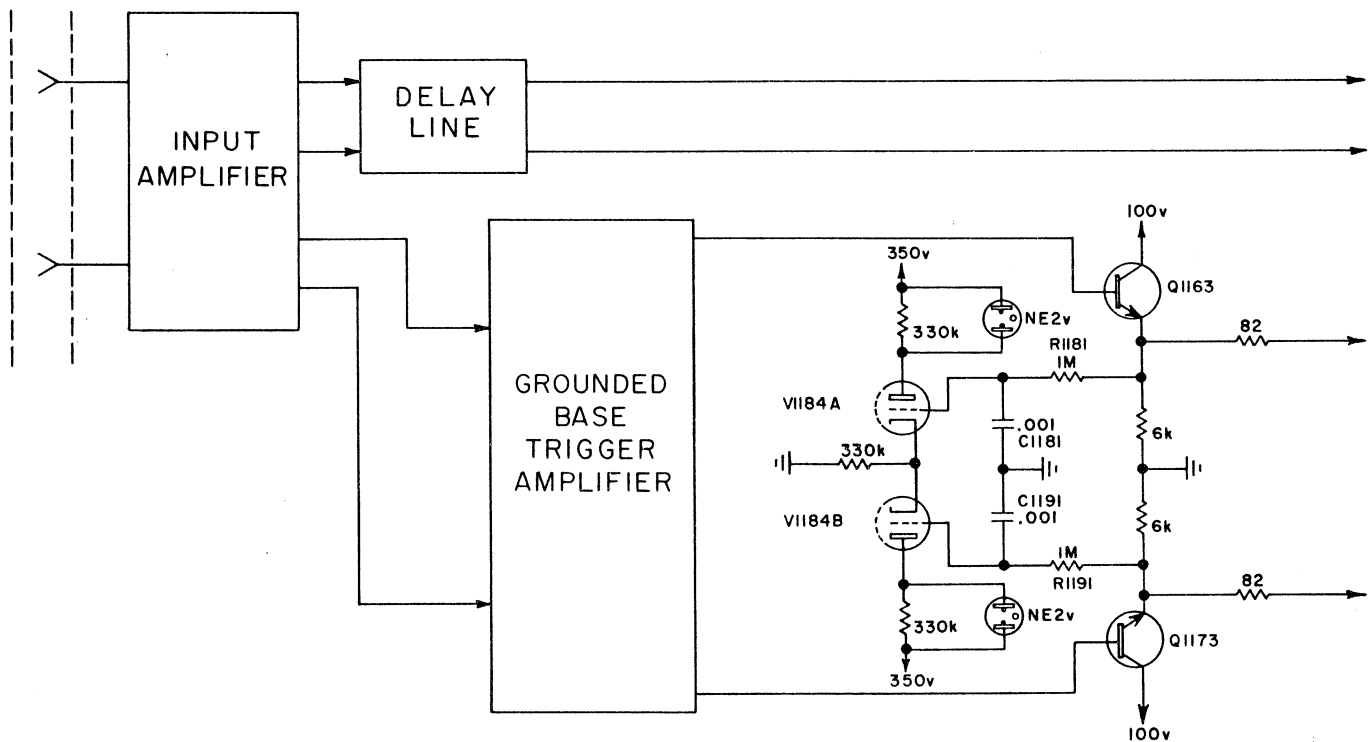 INPUT
AMPLIFIER
DELAY
LINE
GROUNDED
BASE
TRIGGER
AMPLIFIER
100v
Q1163
350v
330k
NE2v
82
R1181
1M
V1184A
.001
C1181
6k
330k
V1184B
C1191
.001
6k
1M
R1191
82
330k
NE2v
350v
Q1173
100v